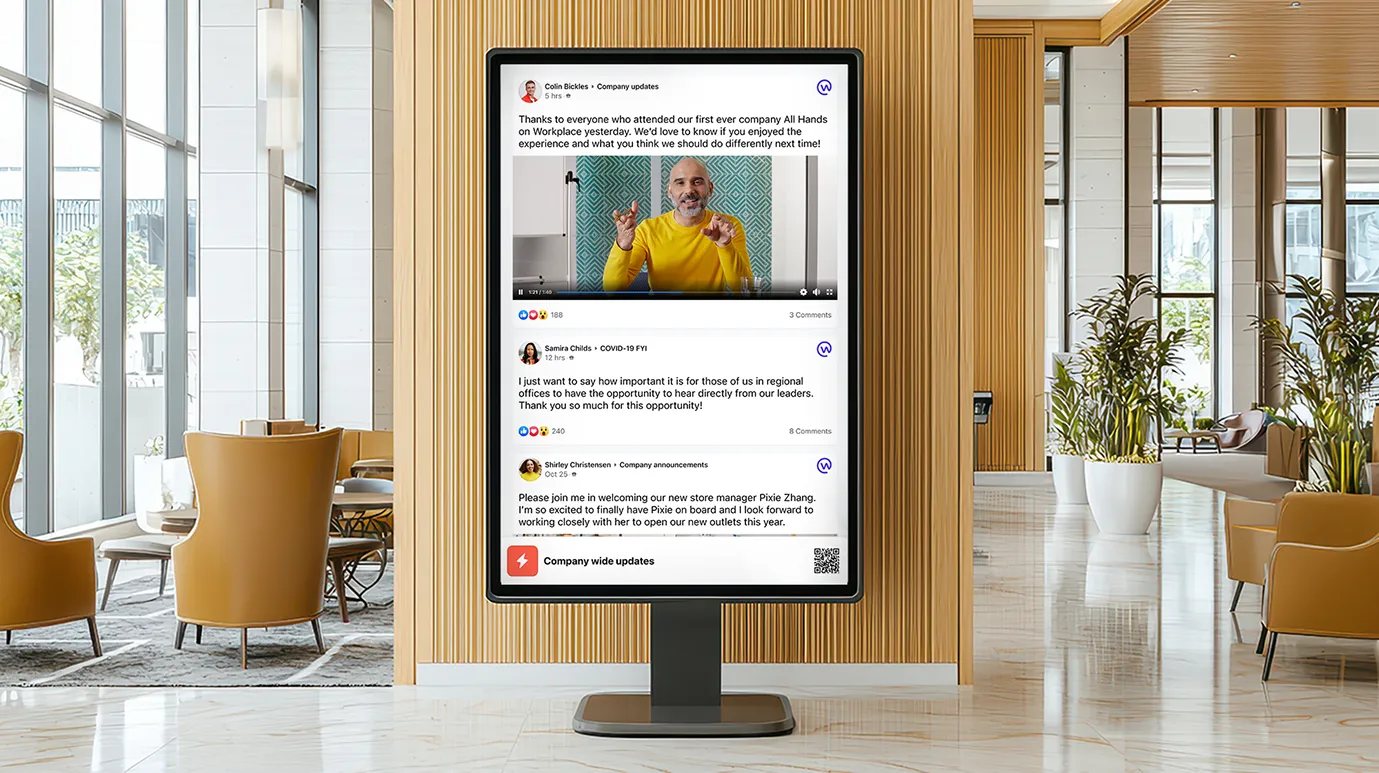 Colin Bickles ▸ Company updates
5 hrs ·
Thanks to everyone who attended our first ever company All Hands
on Workplace yesterday. We'd love to know if you enjoyed the
experience and what you think we should do differently next time!
1:21 / 1:40
188
3 Comments
Samira Childs ▸ COVID-19 FYI
12 hrs ·
I just want to say how important it is for those of us in regional
offices to have the opportunity to hear directly from our leaders.
Thank you so much for this opportunity!
240
8 Comments
Shirley Christensen ▸ Company announcements
Oct 25 ·
Please join me in welcoming our new store manager Pixie Zhang.
I'm so excited to finally have Pixie on board and I look forward to
working closely with her to open our new outlets this year.
Company wide updates